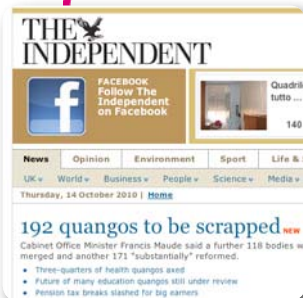 THE
INDEPENDENT
FACEBOOK
Follow The
Independent
on Facebook
Quadril
tutto ...
140
News Opinion Environment Sport Life &
UK World Business People Science Media
Thursday, 14 October 2010 | Home
192 quangos to be scrapped NEW
Cabinet Office Minister Francis Maude said a further 118 bodies w
merged and another 171 "substantially" reformed.
• Three-quarters of health quangos axed
• Future of many education quangos still under review
• Pension tax breaks slashed for big earners